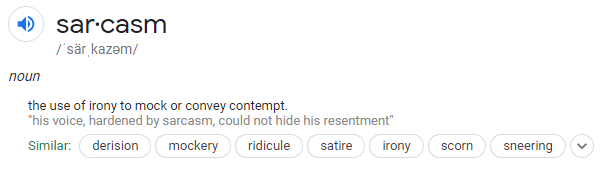 sar·casm
/ˈsärˌkazəm/
noun
the use of irony to mock or convey contempt.
"his voice, hardened by sarcasm, could not hide his resentment"
Similar: derision mockery ridicule satire irony scorn sneering